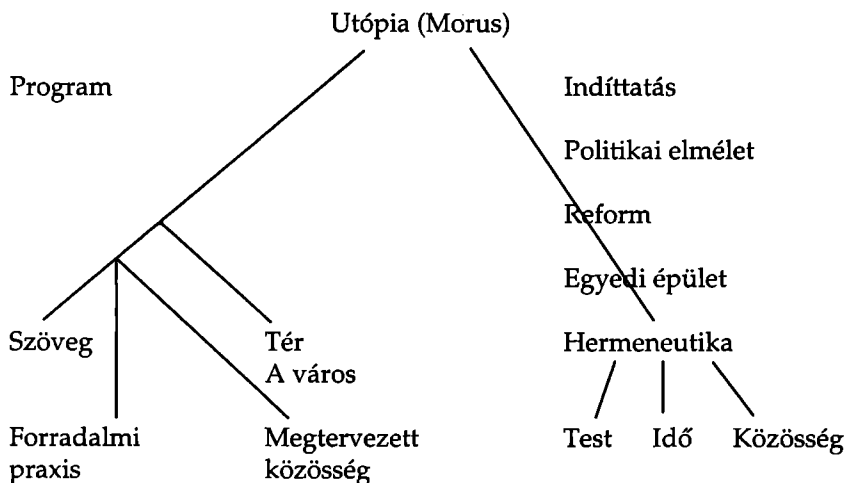 Utópia (Morus)
Program
Indíttatás
Politikai elmélet
Reform
Egyedi épület
Szöveg
Tér
A város
Hermeneutika
Forradalmi
praxis
Megtervezett
közösség
Test
Idő
Közösség